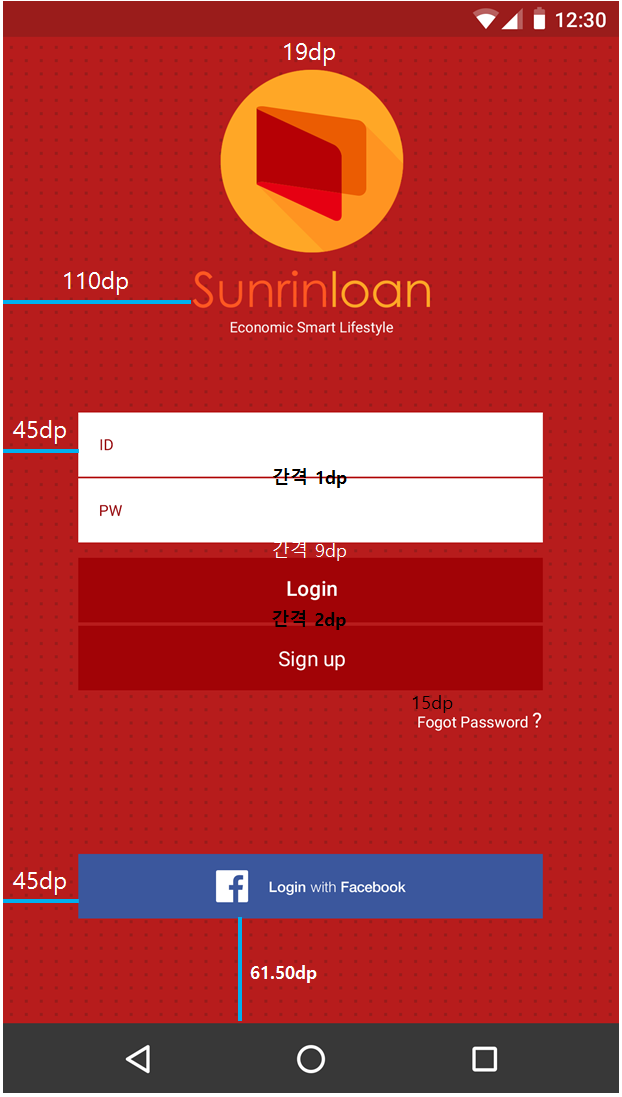 12:30
19dp
110dp
Sunrinloan
Economic Smart Lifestyle
45dp
ID
간격 1dp
PW
간격 9dp
Login
간격 2dp
Sign up
15dp
Fogot Password ?
45dp
Login with Facebook
61.50dp